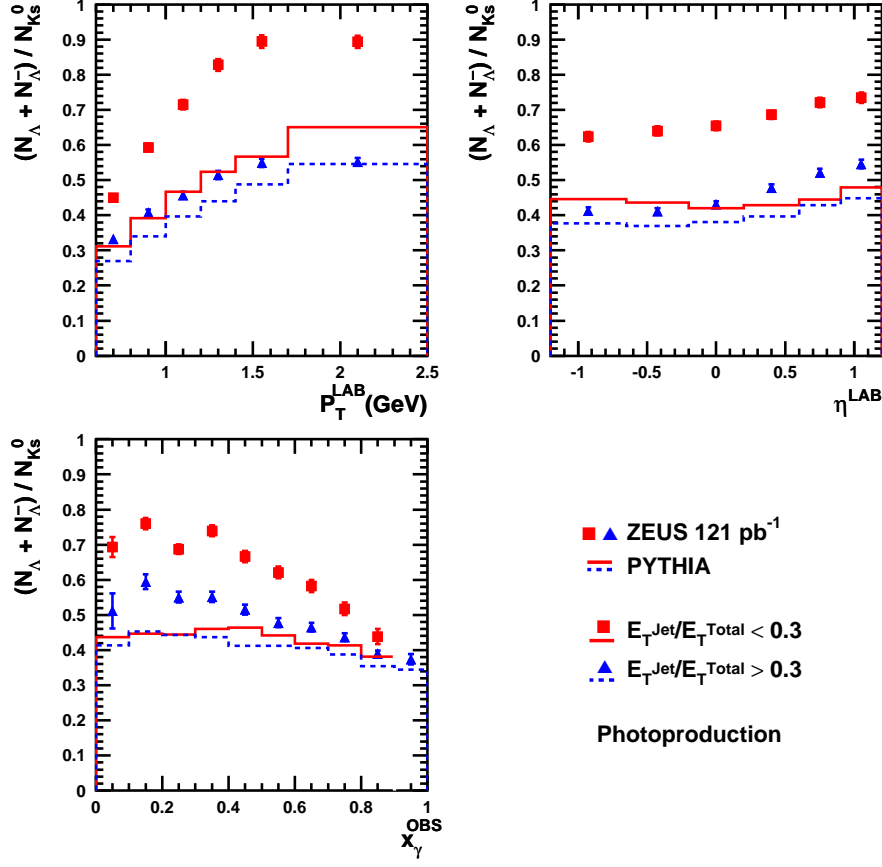 (N_Λ + N_Λ̄) / N_Ks^0
1
0.9
0.8
0.7
0.6
0.5
0.4
0.3
0.2
0.1
0
1 1.5 2 2.5
P_T^LAB (GeV)
(N_Λ + N_Λ̄) / N_Ks^0
1
0.9
0.8
0.7
0.6
0.5
0.4
0.3
0.2
0.1
0
-1 -0.5 0 0.5 1
η^LAB
(N_Λ + N_Λ̄) / N_Ks^0
1
0.9
0.8
0.7
0.6
0.5
0.4
0.3
0.2
0.1
0
0 0.2 0.4 0.6 0.8 1
x_γ^OBS
ZEUS 121 pb^-1
PYTHIA
E_T^Jet/E_T^Total < 0.3
E_T^Jet/E_T^Total > 0.3
Photoproduction